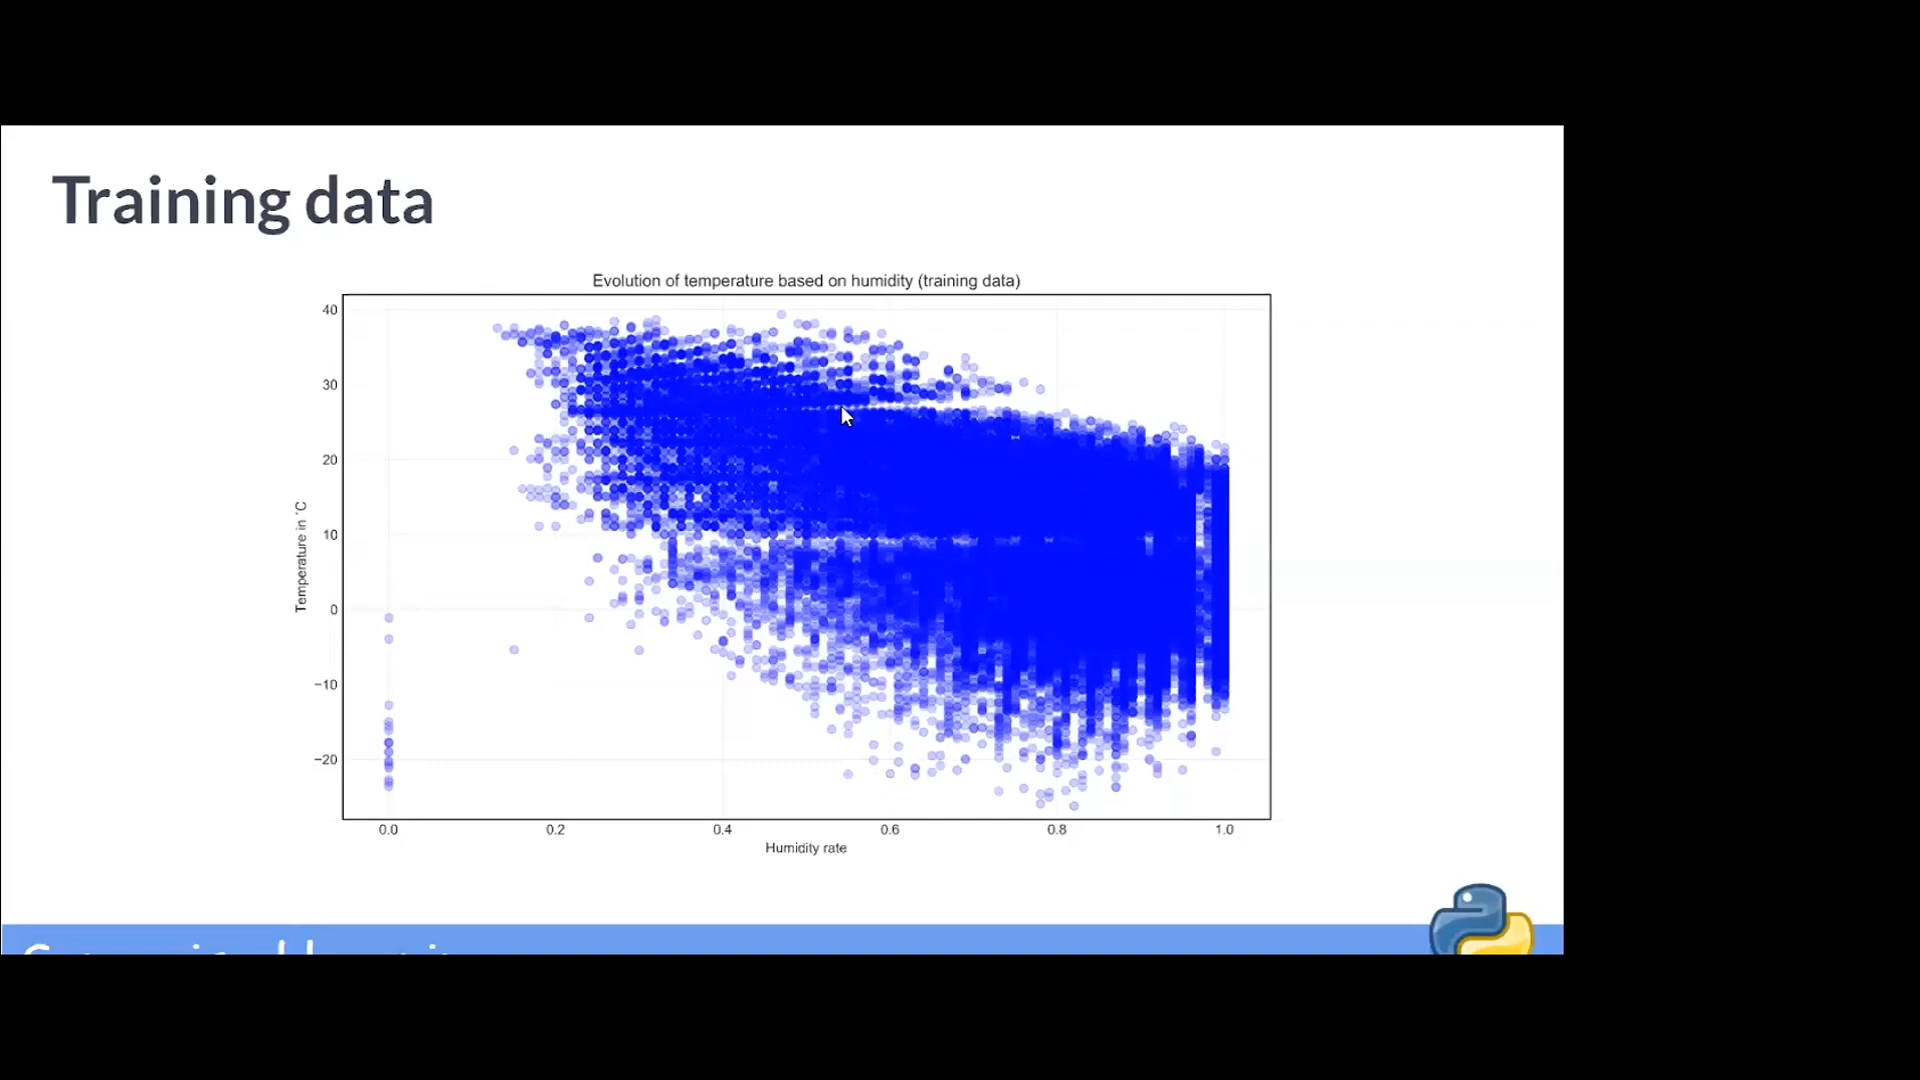 Training data
Evolution of temperature based on humidity (training data)
40
30
20
10
0
−10
−20
Temperature in °C
0.0 0.2 0.4 0.6 0.8 1.0
Humidity rate